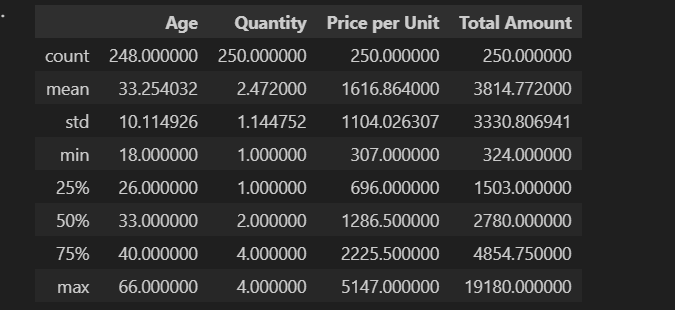 Age Quantity Price per Unit Total Amount
count 248.000000 250.000000 250.000000 250.000000
mean 33.254032 2.472000 1616.864000 3814.772000
std 10.114926 1.144752 1104.026307 3330.806941
min 18.000000 1.000000 307.000000 324.000000
25% 26.000000 1.000000 696.000000 1503.000000
50% 33.000000 2.000000 1286.500000 2780.000000
75% 40.000000 4.000000 2225.500000 4854.750000
max 66.000000 4.000000 5147.000000 19180.000000